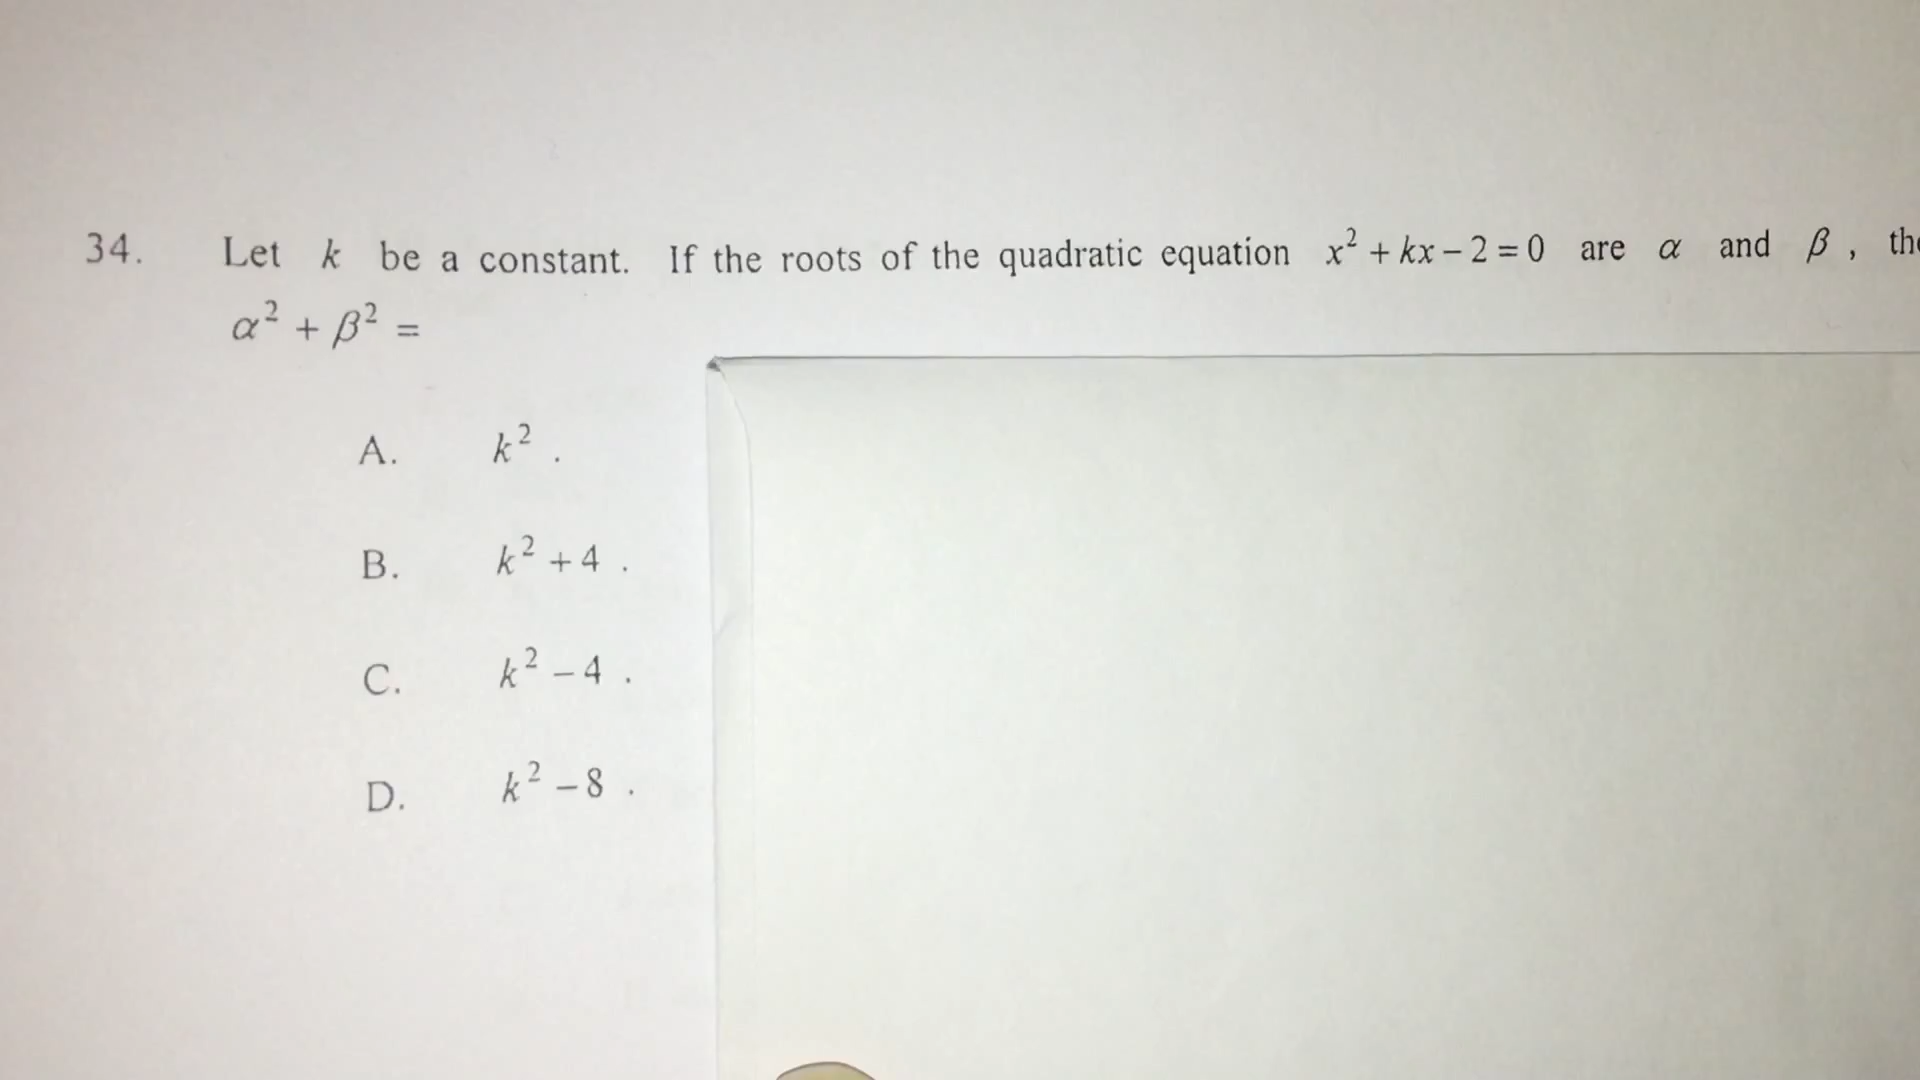 34. Let k be a constant. If the roots of the quadratic equation x² + kx − 2 = 0 are α and β ,
α² + β² =
A. k² .
B. k² + 4 .
C. k² − 4 .
D. k² − 8 .